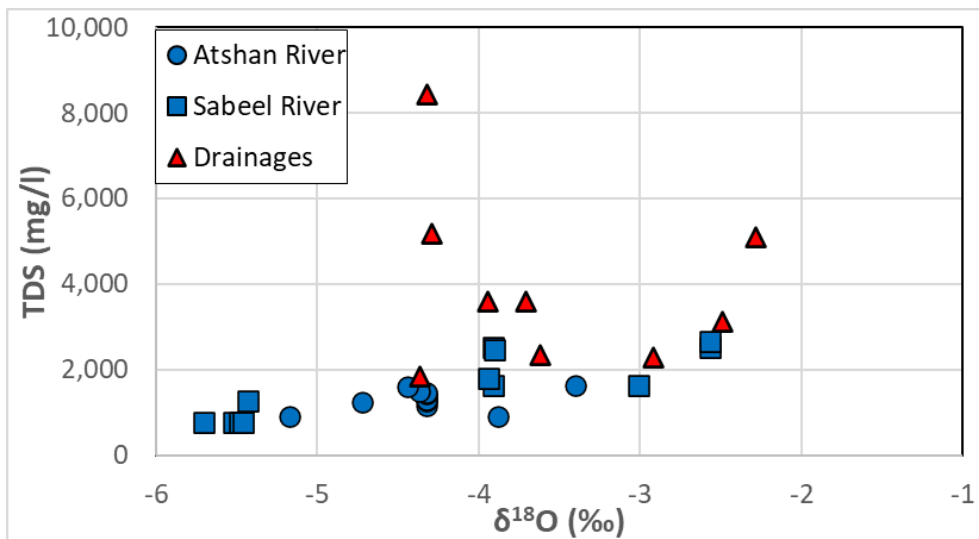 10,000
8,000
6,000
4,000
2,000
0
TDS (mg/l)
Atshan River
Sabeel River
Drainages
-6 -5 -4 -3 -2 -1
δ¹⁸O (‰)